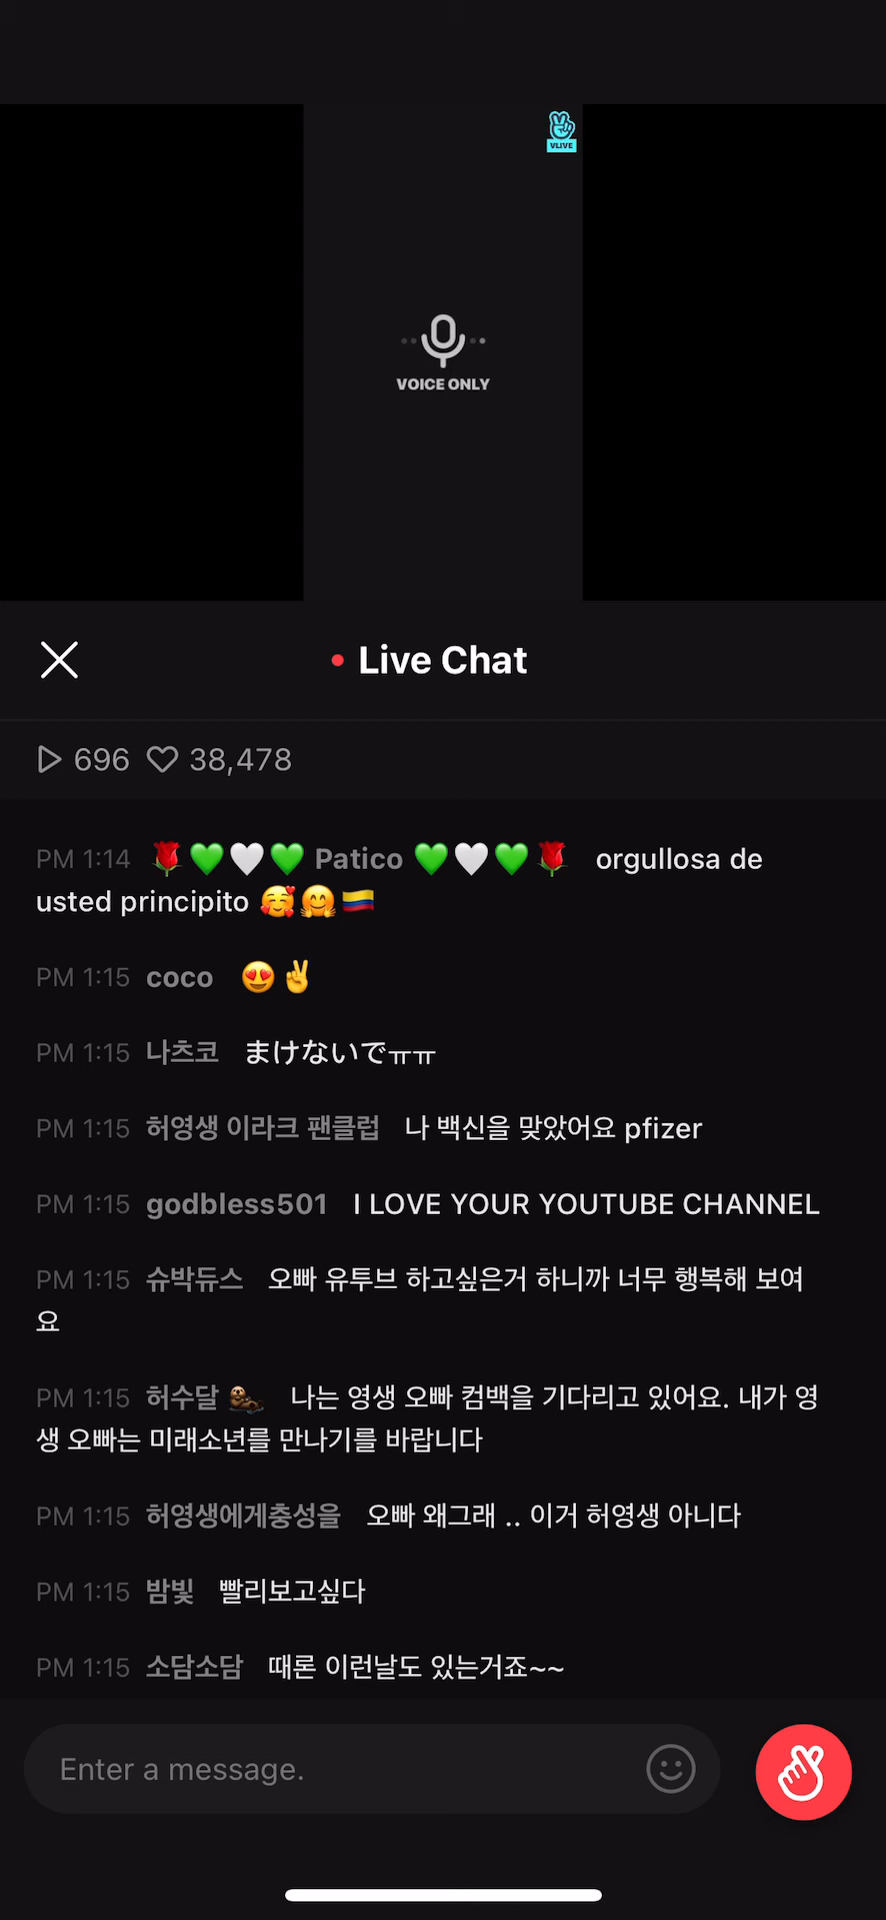 VLIVE
VOICE ONLY
Live Chat
696 38,478
PM 1:14 Patico orgullosa de
usted principito
PM 1:15 coco
PM 1:15 나츠코 まけないでㅠㅠ
PM 1:15 허영생 이라크 팬클럽 나 백신을 맞았어요 pfizer
PM 1:15 godbless501 I LOVE YOUR YOUTUBE CHANNEL
PM 1:15 슈박듀스 오빠 유투브 하고싶은거 하니까 너무 행복해 보여
요
PM 1:15 허수달 나는 영생 오빠 컴백을 기다리고 있어요. 내가 영
생 오빠는 미래소년를 만나기를 바랍니다
PM 1:15 허영생에게충성을 오빠 왜그래 .. 이거 허영생 아니다
PM 1:15 밤빛 빨리보고싶다
PM 1:15 소담소담 때론 이런날도 있는거죠~~
Enter a message.